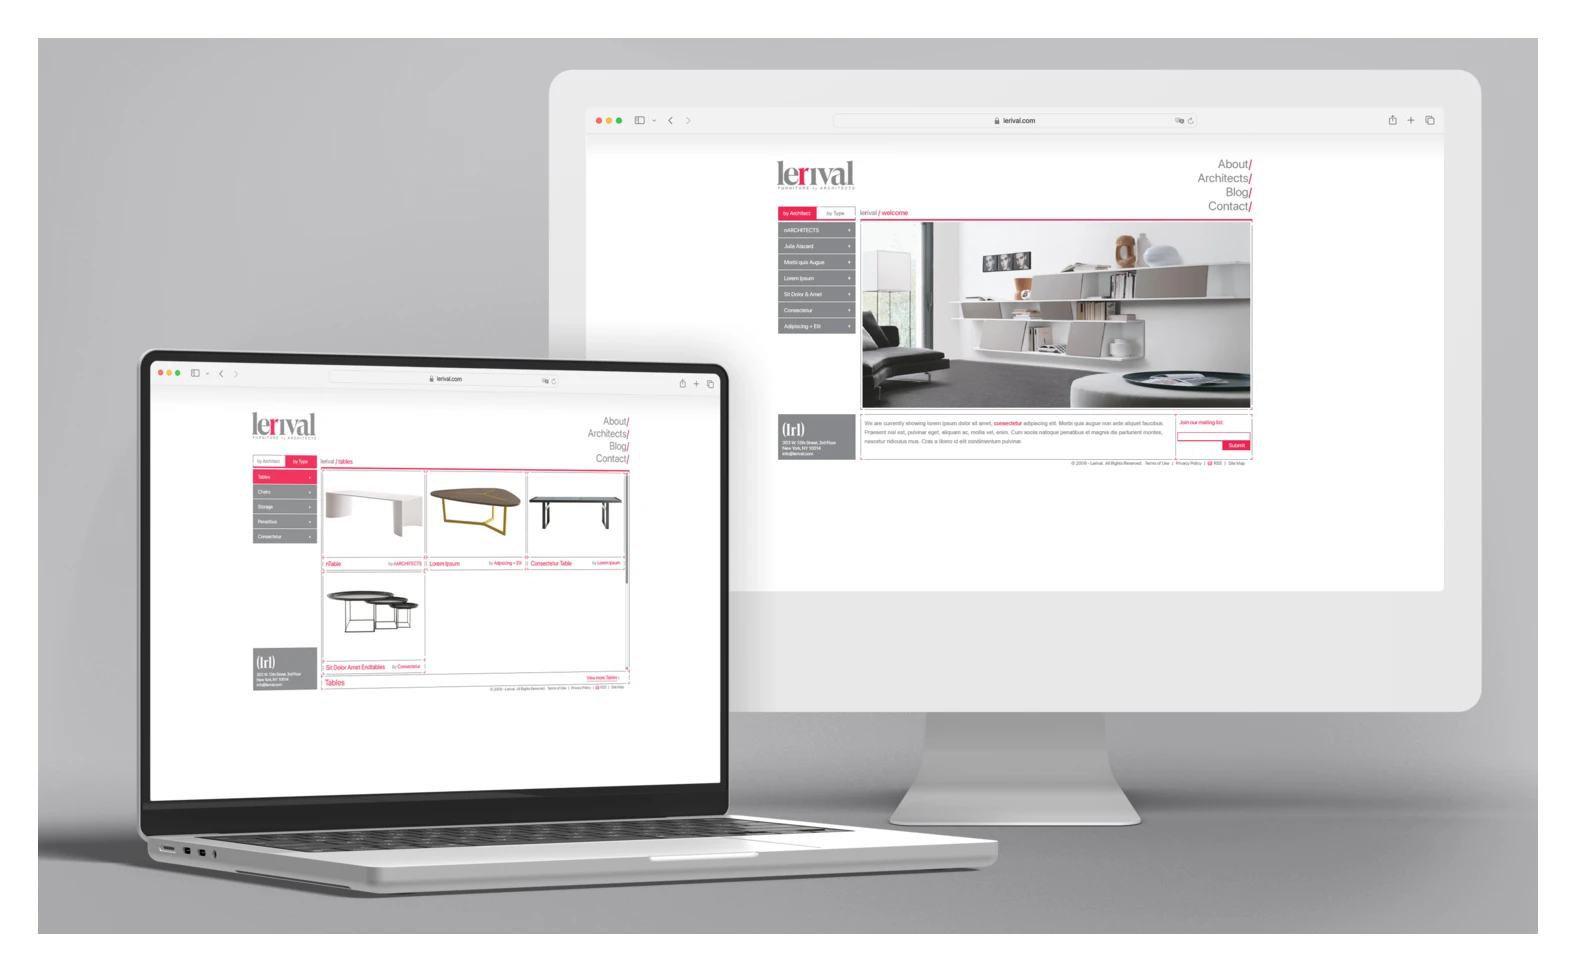 lerival.com
lerival
FURNITURE by ARCHITECTS
About/
Architects/
Blog/
Contact/
by Architect
by Type
lerival / welcome
nARCHITECTS +
Julie Alacard +
Morbi quis Augue +
Lorem Ipsum +
Sit Dolor & Amet +
Consectetur +
Adipiscing + Elit +
(lrl)
303 W 13th Street, 3rd Floor
New York, NY 10014
info@lerival.com
We are currently showing lorem ipsum dolor sit amet, consectetur adipiscing elit. Morbi quis augue non ante aliquet faucibus.
Praesent nisl est, pulvinar eget, aliquam ac, mollis vel, enim. Cum sociis natoque penatibus et magnis dis parturient montes,
nascetur ridiculus mus. Cras a libero id elit condimentum pulvinar.
Join our mailing list:
Submit
© 2009 - Lerival. All Rights Reserved. Terms of Use | Privacy Policy | RSS | Site Map
lerival.com
lerival
FURNITURE by ARCHITECTS
About/
Architects/
Blog/
Contact/
by Architect
by Type
lerival / tables
Tables
Chairs +
Storage +
Penatibus +
Consectetur +
nTable by nARCHITECTS
Lorem Ipsum by Adipiscing + Elit
Consectetur Table by Lorem Ipsum
Sit Dolor Amet Endtables by Consectetur
(lrl)
303 W 13th Street, 3rd Floor
New York, NY 10014
info@lerival.com
Tables
View more Tables
© 2009 - Lerival. All Rights Reserved. Terms of Use | Privacy Policy | RSS | Site Map